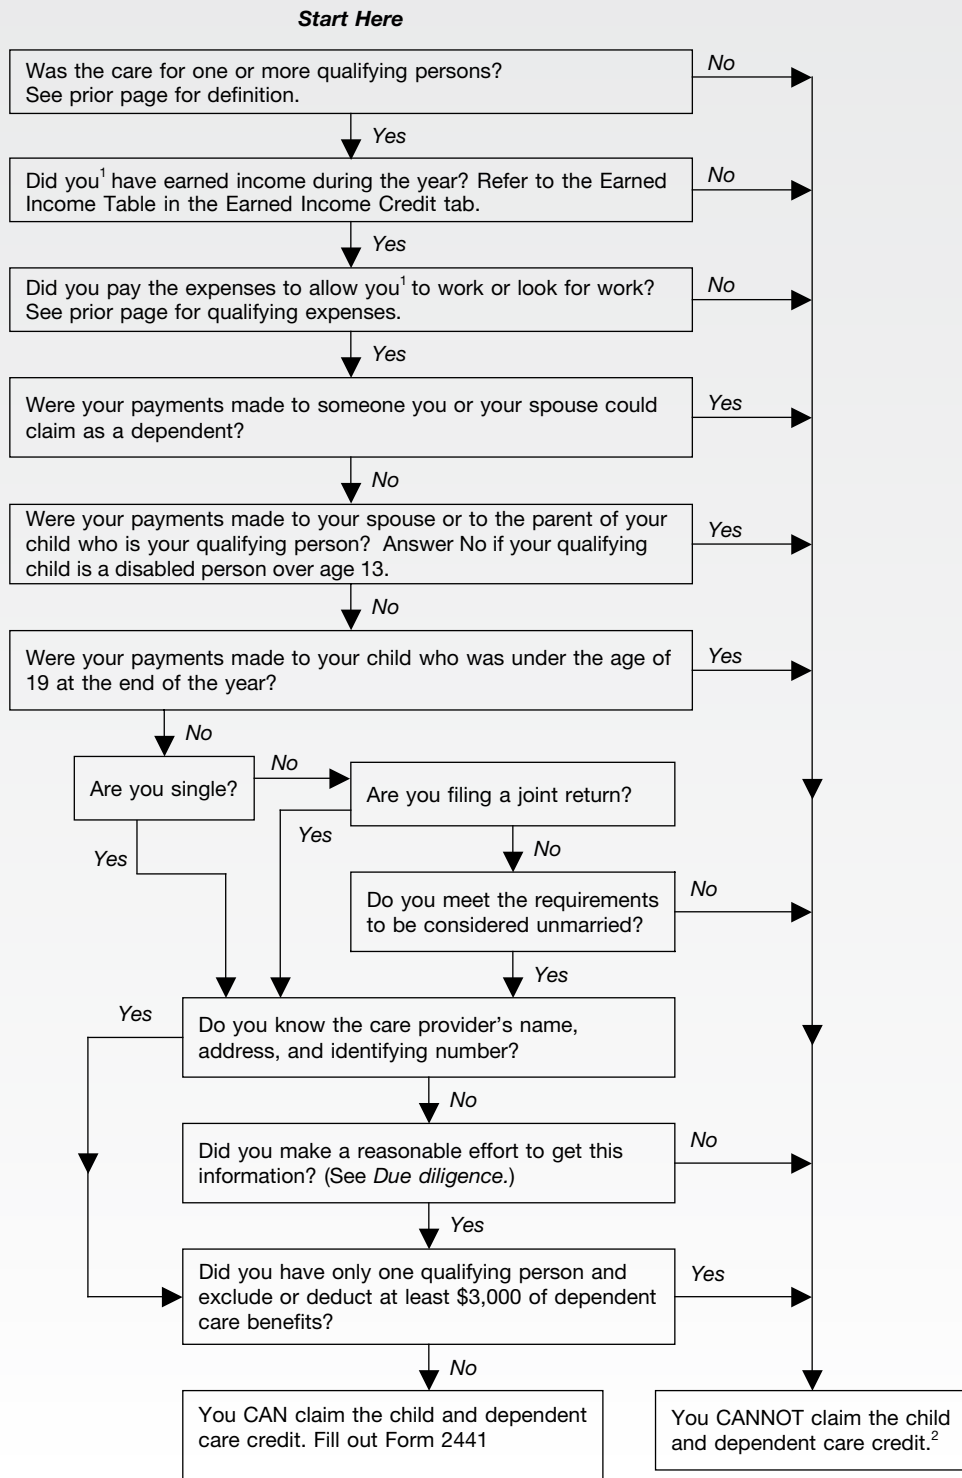 Start Here
Was the care for one or more qualifying persons?
See prior page for definition.
No
Yes
Did you¹ have earned income during the year? Refer to the Earned
Income Table in the Earned Income Credit tab.
No
Yes
Did you pay the expenses to allow you¹ to work or look for work?
See prior page for qualifying expenses.
No
Yes
Were your payments made to someone you or your spouse could
claim as a dependent?
Yes
No
Were your payments made to your spouse or to the parent of your
child who is your qualifying person? Answer No if your qualifying
child is a disabled person over age 13.
Yes
No
Were your payments made to your child who was under the age of
19 at the end of the year?
Yes
No
Are you single?
No
Are you filing a joint return?
Yes
Yes
No
Do you meet the requirements
to be considered unmarried?
No
Yes
Yes
Do you know the care provider's name,
address, and identifying number?
No
Did you make a reasonable effort to get this
information? (See Due diligence.)
No
Yes
Did you have only one qualifying person and
exclude or deduct at least $3,000 of dependent
care benefits?
Yes
No
You CAN claim the child and dependent
care credit. Fill out Form 2441
You CANNOT claim the child
and dependent care credit.²